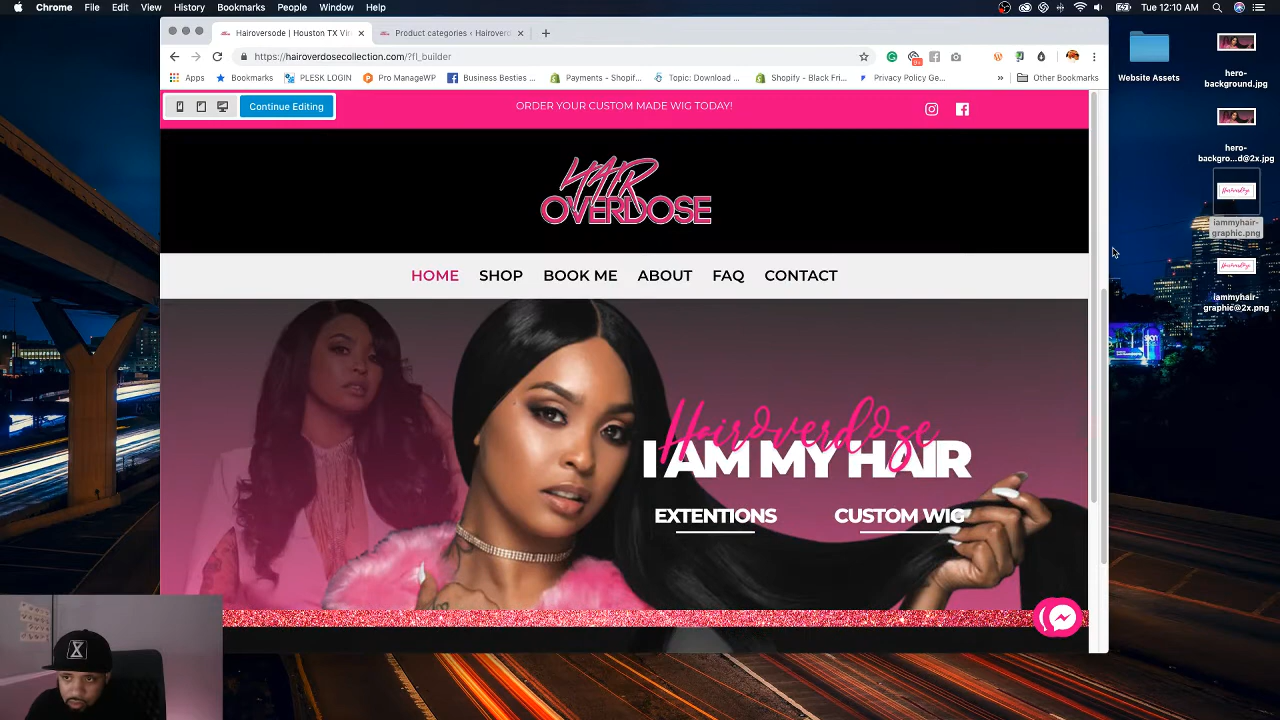 Chrome File Edit View History Bookmarks People Window Help
Tue 12:10 AM
Hairoversode | Houston TX Vir
Product categories ‹ Hairoverd
https://hairoverdosecollection.com/?fl_builder
Apps Bookmarks PLESK LOGIN Pro ManageWP Business Besties ... Payments - Shopif... Topic: Download ... Shopify - Black Fri... Privacy Policy Ge... » Other Bookmarks
Continue Editing
ORDER YOUR CUSTOM MADE WIG TODAY!
HAIR
OVERDOSE
HOME SHOP BOOK ME ABOUT FAQ CONTACT
Hairoverdose
I AM MY HAIR
EXTENTIONS CUSTOM WIG
Website Assets
hero-
background.jpg
hero-
backgro...d@2x.jpg
iammyhair-
graphic.png
iammyhair-
graphic@2x.png